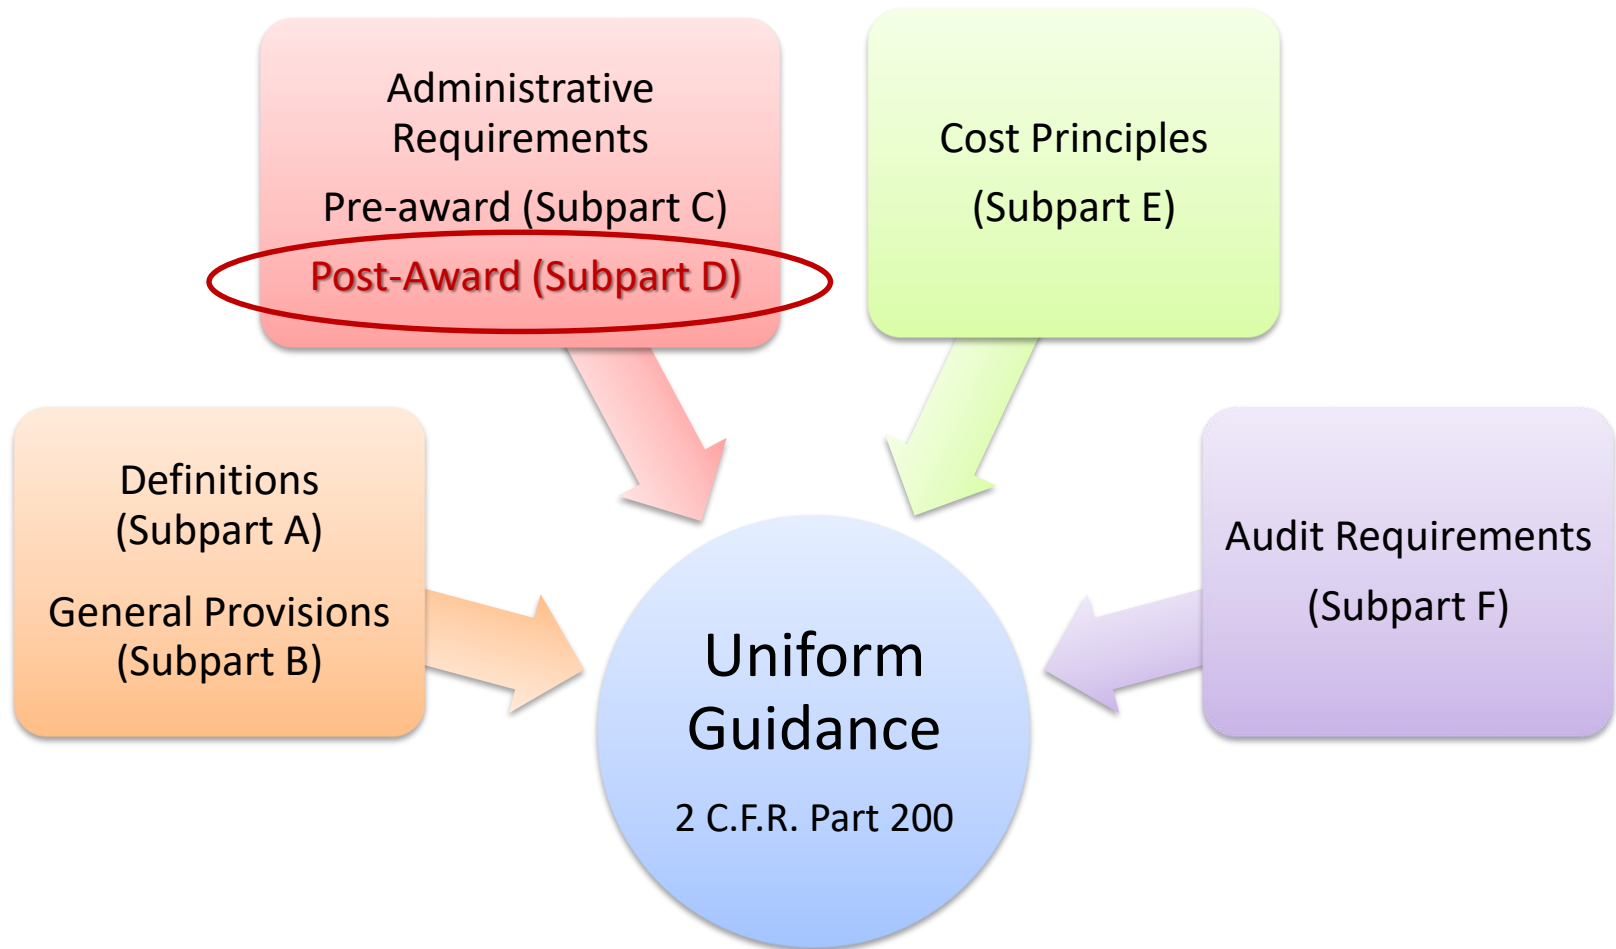 Administrative
Requirements
Pre-award (Subpart C)
Post-Award (Subpart D)
Cost Principles
(Subpart E)
Definitions
(Subpart A)
General Provisions
(Subpart B)
Audit Requirements
(Subpart F)
Uniform
Guidance
2 C.F.R. Part 200